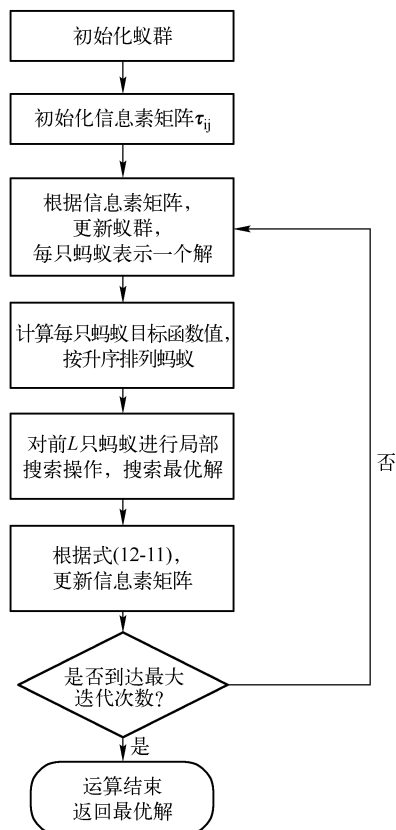 初始化蚁群
初始化信息素矩阵τij
根据信息素矩阵，
更新蚁群，
每只蚂蚁表示一个解
计算每只蚂蚁目标函数值，
按升序排列蚂蚁
对前L只蚂蚁进行局部
搜索操作，搜索最优解
否
根据式(12-11)，
更新信息素矩阵
是否到达最大
迭代次数?
是
运算结束
返回最优解